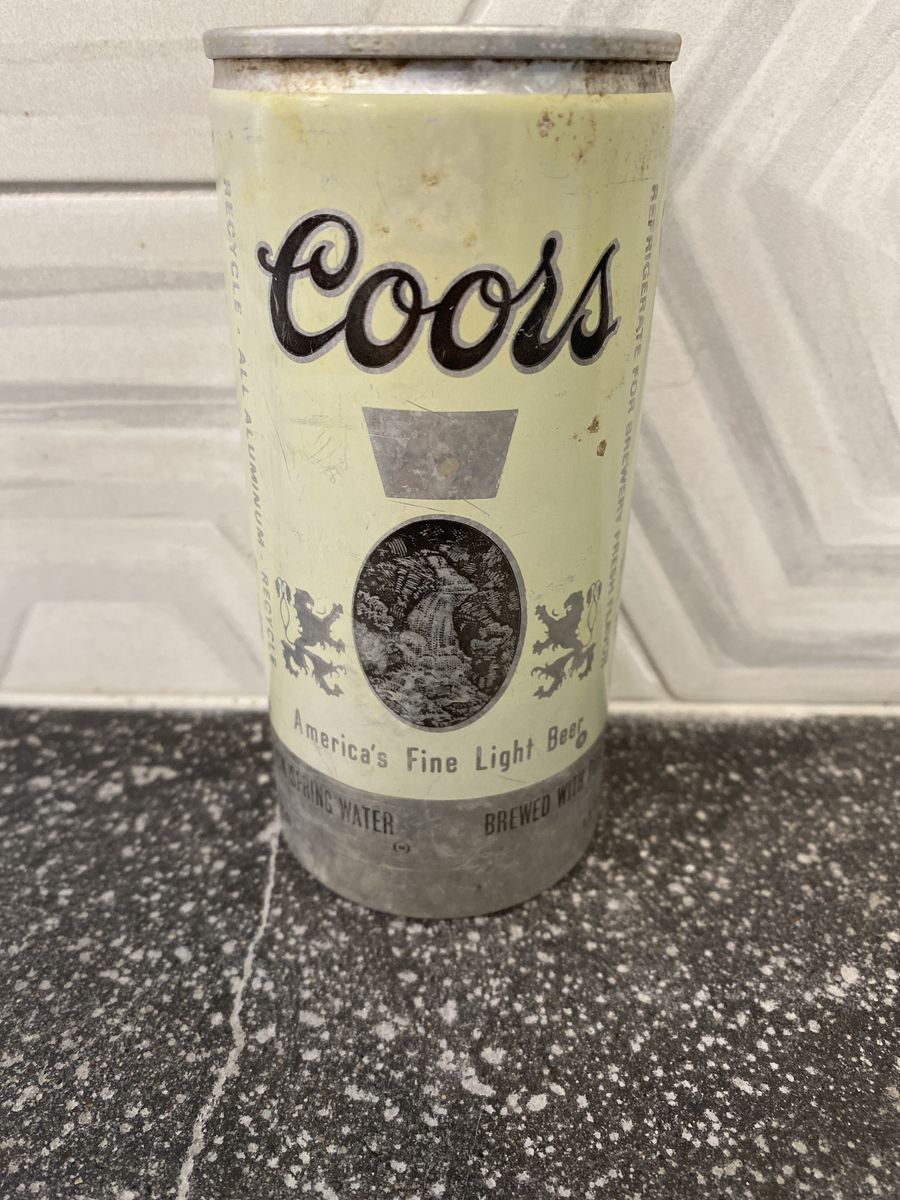 Coors
RECYCLE • ALL ALUMINUM RECYCLE
REFRIGERATE FOR BREWERY FRESH FLAVOR
America's Fine Light Beer
SPRING WATER
BREWED WITH